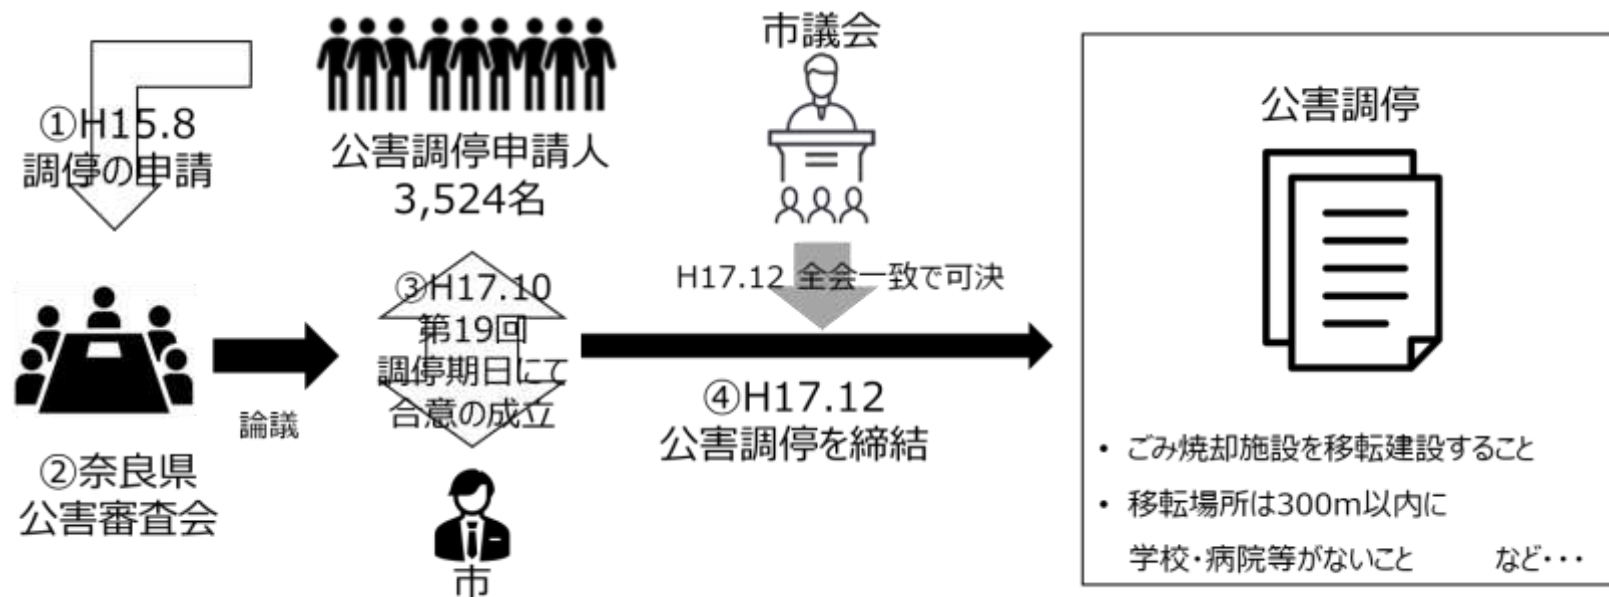 ①H15.8
調停の申請
公害調停申請人
3,524名
市議会
H17.12 全会一致で可決
②奈良県
公害審査会
論議
③H17.10
第19回
調停期日にて
合意の成立
市
④H17.12
公害調停を締結
公害調停
• ごみ焼却施設を移転建設すること
• 移転場所は300m以内に
学校・病院等がないこと など・・・